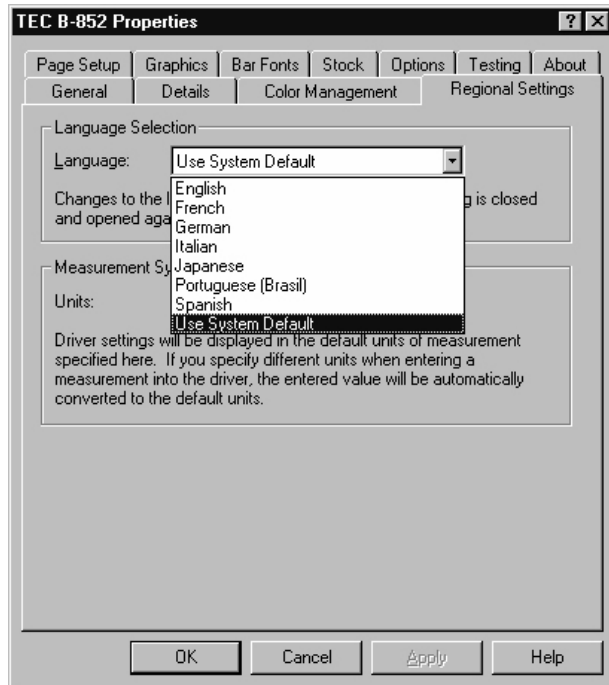 TEC B-852 Properties
Page Setup Graphics Bar Fonts Stock Options Testing About
General Details Color Management Regional Settings
Language Selection
Language: Use System Default
English
French
German
Italian
Japanese
Portuguese (Brasil)
Spanish
Use System Default
Changes to the g is closed
and opened aga
Measurement Sy
Units:
Driver settings will be displayed in the default units of measurement
specified here. If you specify different units when entering a
measurement into the driver, the entered value will be automatically
converted to the default units.
OK Cancel Apply Help